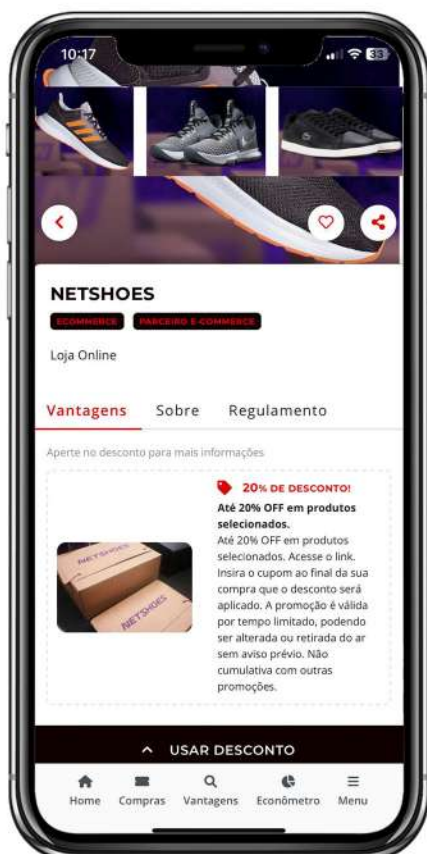 10:17
33
NETSHOES
ECOMMERCE PARCEIRO E-COMMERCE
Loja Online
Vantagens Sobre Regulamento
Aperte no desconto para mais informações
20% DE DESCONTO!
Até 20% OFF em produtos
selecionados.
Até 20% OFF em produtos
selecionados. Acesse o link.
Insira o cupom ao final da sua
compra que o desconto será
aplicado. A promoção é válida
por tempo limitado, podendo
ser alterada ou retirada do ar
sem aviso prévio. Não
cumulativa com outras
promoções.
NETSHOES
NETSHOES
USAR DESCONTO
Home Compras Vantagens Econômetro Menu